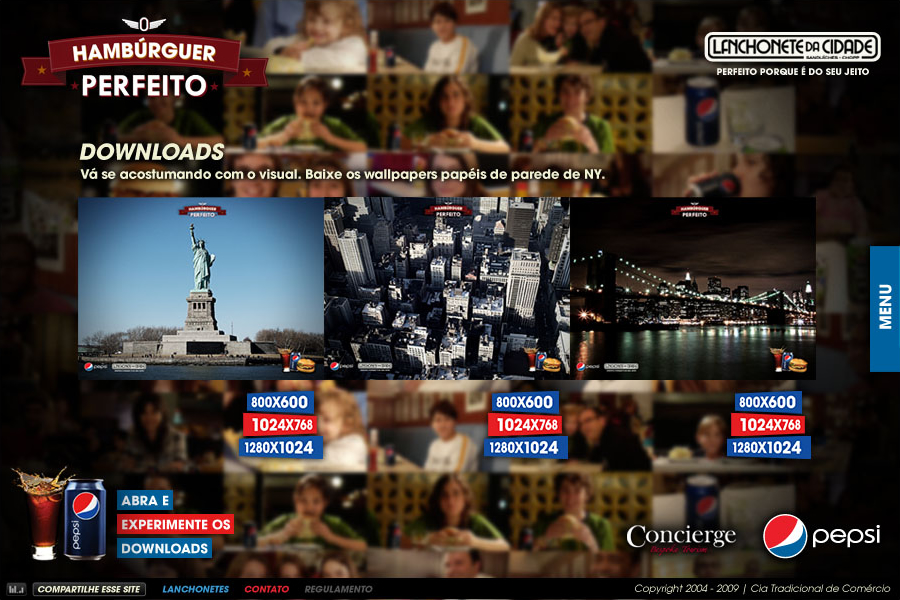 O
HAMBÚRGUER
PERFEITO
LANCHONETE DA CIDADE
SANDUÍCHES - CHOPP
PERFEITO PORQUE É DO SEU JEITO
DOWNLOADS
Vá se acostumando com o visual. Baixe os wallpapers papéis de parede de NY.
HAMBÚRGUER
PERFEITO
HAMBÚRGUER
PERFEITO
HAMBÚRGUER
PERFEITO
pepsi
pepsi
pepsi
MENU
800X600
800X600
800X600
1024X768
1024X768
1024X768
1280X1024
1280X1024
1280X1024
pepsi
ABRA E
EXPERIMENTE OS
DOWNLOADS
Concierge
pepsi
COMPARTILHE ESSE SITE
LANCHONETES
CONTATO
REGULAMENTO
Copyright 2004 - 2009 | Cia Tradicional de Comércio